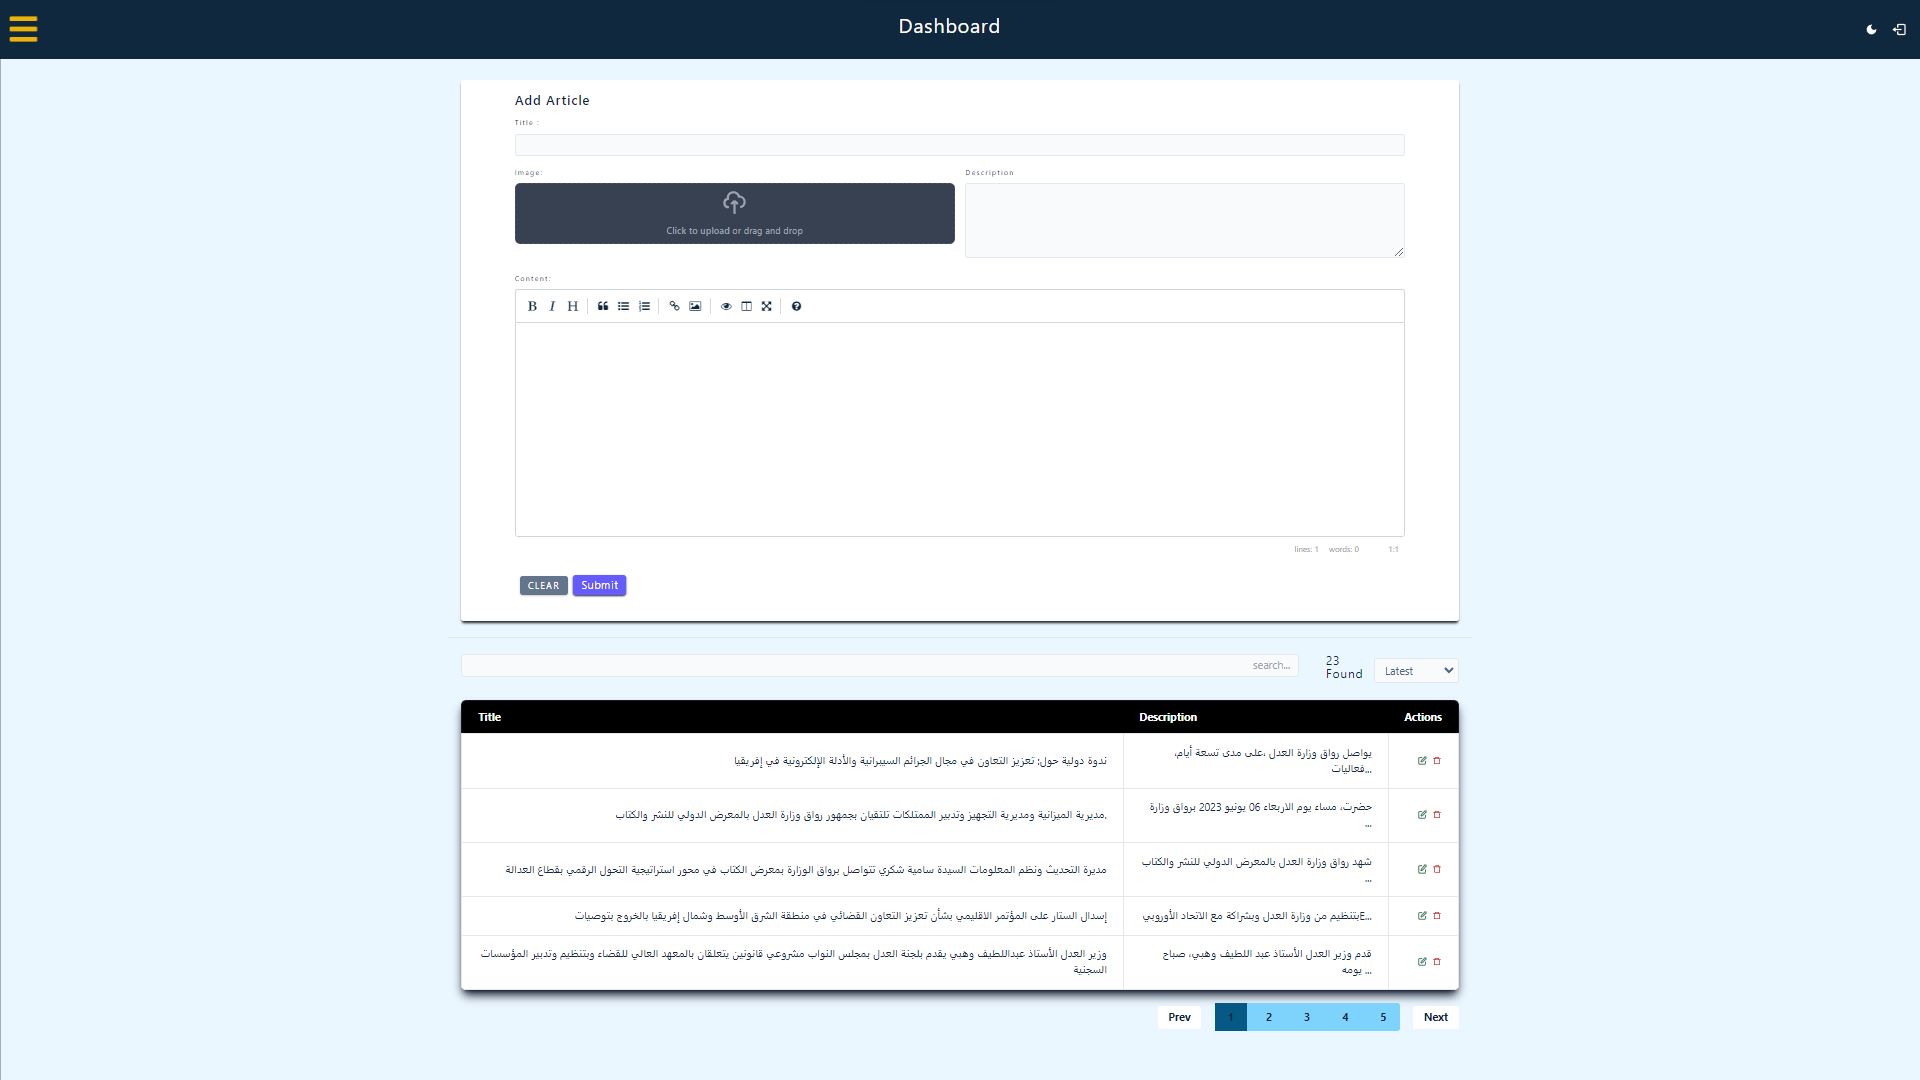 Dashboard
Add Article
Title :
Image:
Description
Click to upload or drag and drop
Content:
B I H
lines: 1 words: 0 1:1
CLEAR Submit
search...
23 Found
Latest
Title Description Actions
ندوة دولية حول: تعزيز التعاون في مجال الجرائم السيبرانية والأدلة الإلكترونية في إفريقيا
يواصل رواق وزارة العدل ،على مدى تسعة أيام،
فعاليات...
مديرية الميزانية ومديرية التجهيز وتدبير الممتلكات تلتقيان بجمهور رواق وزارة العدل بالمعرض الدولي للنشر والكتاب.
حضرت، مساء يوم الاربعاء 06 يونيو 2023 برواق وزارة
...
مديرة التحديث ونظم المعلومات السيدة سامية شكري تتواصل برواق الوزارة بمعرض الكتاب في محور استراتيجية التحول الرقمي بقطاع العدالة
شهد رواق وزارة العدل بالمعرض الدولي للنشر والكتاب
...
إسدال الستار على المؤتمر الاقليمي بشأن تعزيز التعاون القضائي في منطقة الشرق الأوسط وشمال إفريقيا بالخروج بتوصيات
بتنظيم من وزارة العدل وبشراكة مع الاتحاد الأوروبيE...
وزير العدل الأستاذ عبداللطيف وهبي يقدم بلجنة العدل بمجلس النواب مشروعي قانونين يتعلقان بالمعهد العالي للقضاء وبتنظيم وتدبير المؤسسات
السجنية
قدم وزير العدل الأستاذ عبد اللطيف وهبي، صباح
يومه ...
Prev 1 2 3 4 5 Next